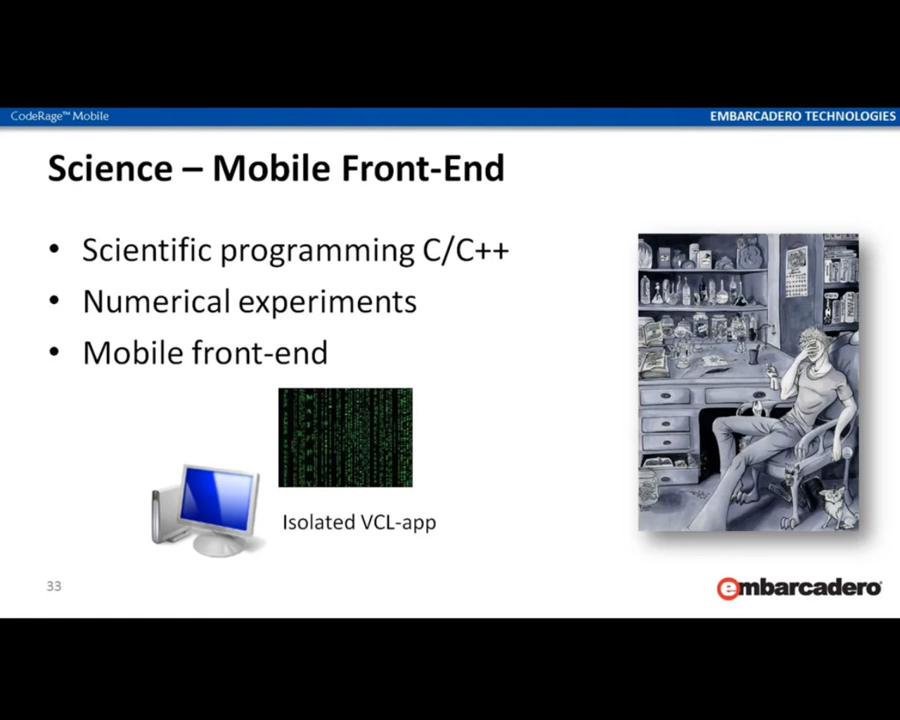 CodeRage™ Mobile
EMBARCADERO TECHNOLOGIES
Science – Mobile Front-End
• Scientific programming C/C++
• Numerical experiments
• Mobile front-end
Isolated VCL-app
33
embarcadero